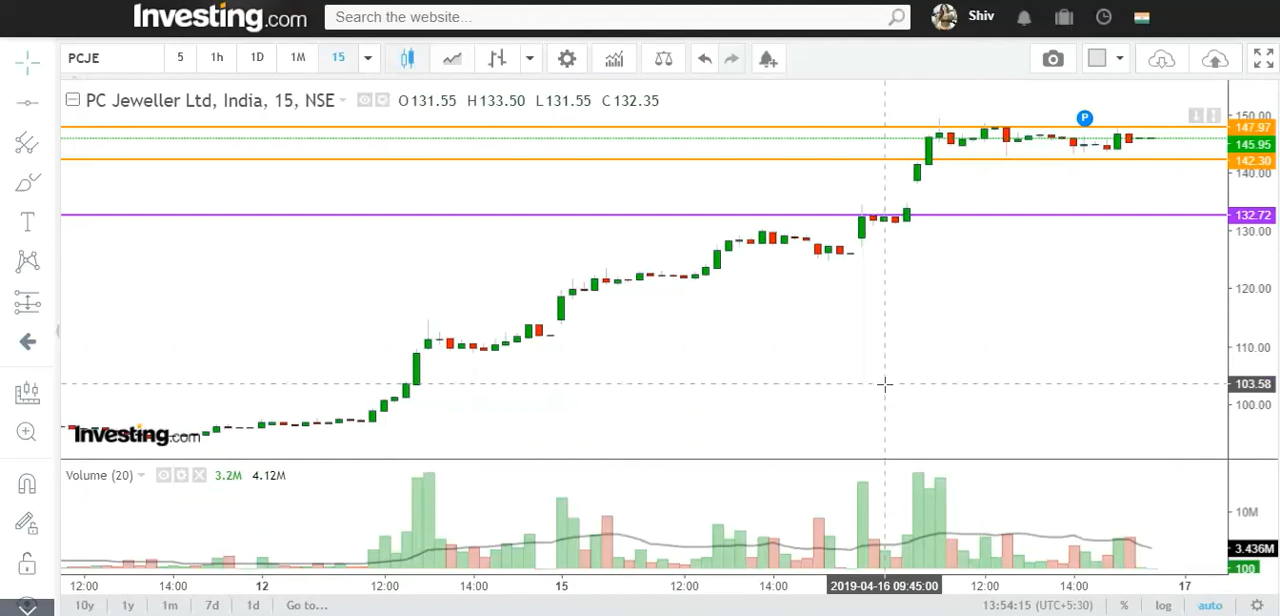 Investing.com Search the website... Shiv
PCJE 5 1h 1D 1M 15
PC Jeweller Ltd, India, 15, NSE O131.55 H133.50 L131.55 C132.35
P
150.00
147.97
145.95
142.30
140.00
132.72
130.00
120.00
110.00
103.58
100.00
Investing.com
Volume (20) 3.2M 4.12M
10M
3.436M
100
12:00 14:00 12 12:00 14:00 15 12:00 14:00 2019-04-16 09:45:00 12:00 14:00 17
10y 1y 1m 7d 1d Go to... 13:54:15 (UTC+5:30) % log auto